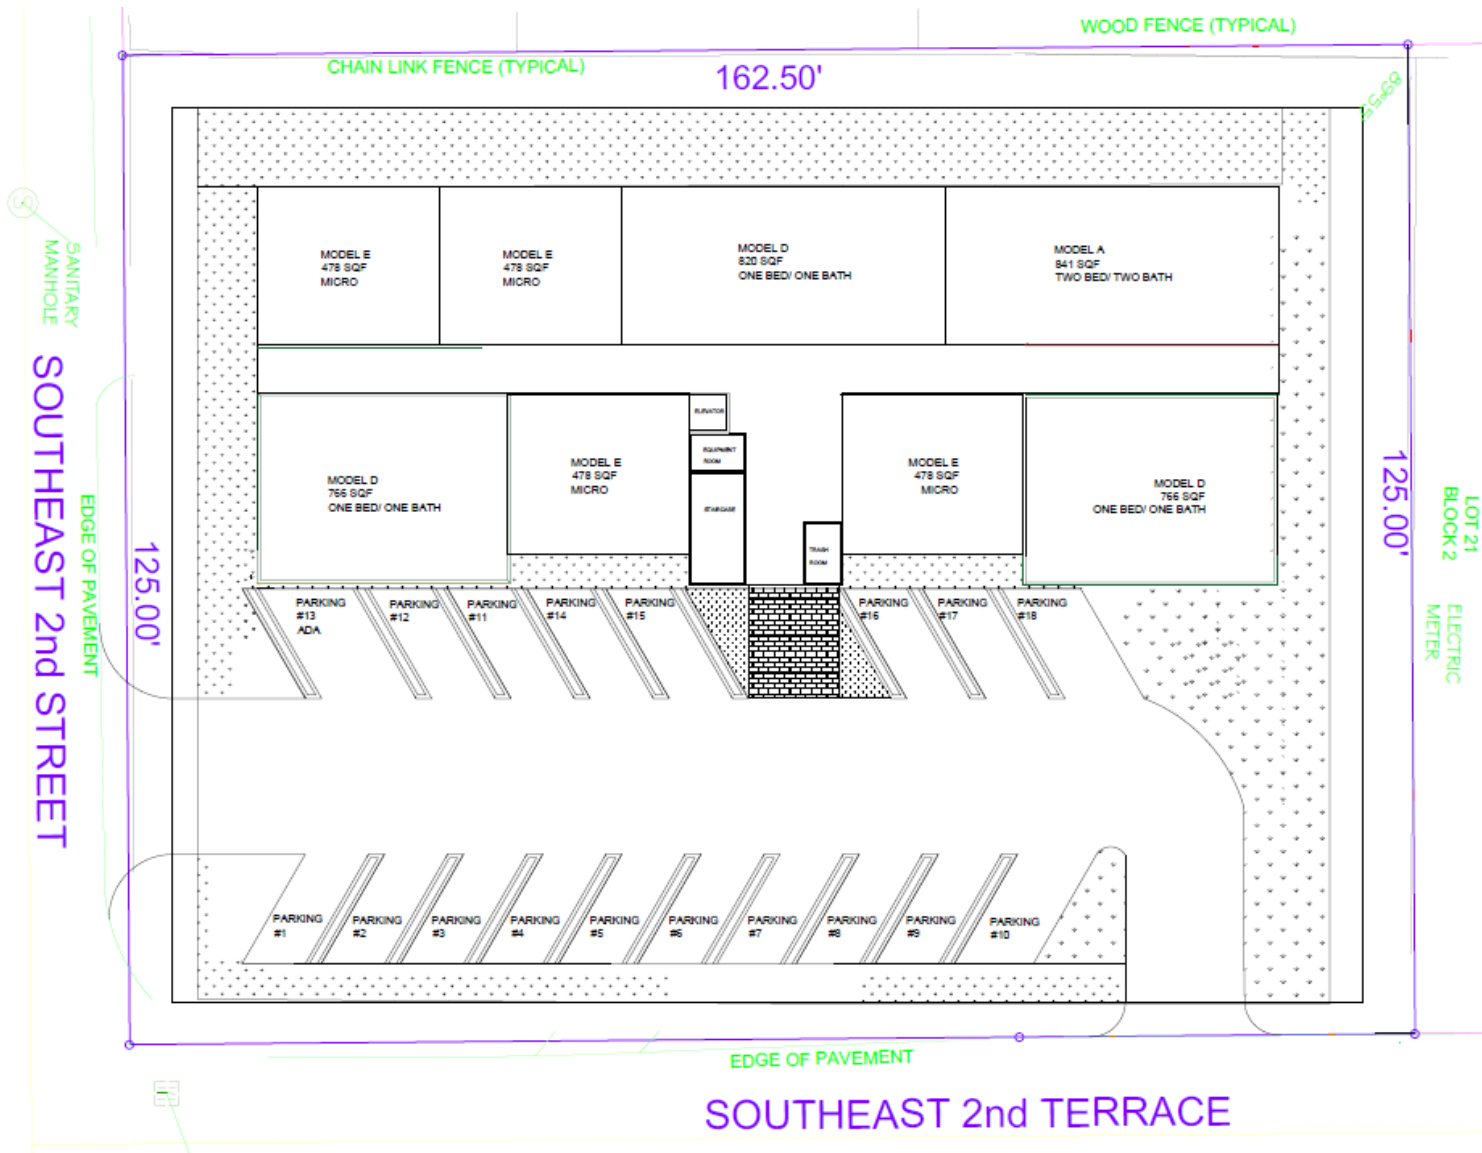 WOOD FENCE (TYPICAL)
CHAIN LINK FENCE (TYPICAL)
162.50'
SANITARY
MANHOLE
MODEL E
478 SQF
MICRO
MODEL E
478 SQF
MICRO
MODEL D
820 SQF
ONE BED/ ONE BATH
MODEL A
841 SQF
TWO BED/ TWO BATH
SOUTHEAST 2nd STREET
EDGE OF PAVEMENT
125.00'
MODEL D
766 SQF
ONE BED/ ONE BATH
MODEL E
478 SQF
MICRO
ELEVATOR
EQUIPMENT
ROOM
STAIRCASE
TRASH
ROOM
MODEL E
478 SQF
MICRO
MODEL D
766 SQF
ONE BED/ ONE BATH
125.00'
LOT 21
BLOCK 2
ELECTRIC
METER
PARKING
#13
ADA
PARKING
#12
PARKING
#11
PARKING
#14
PARKING
#15
PARKING
#16
PARKING
#17
PARKING
#18
PARKING
#1
PARKING
#2
PARKING
#3
PARKING
#4
PARKING
#5
PARKING
#6
PARKING
#7
PARKING
#8
PARKING
#9
PARKING
#10
EDGE OF PAVEMENT
SOUTHEAST 2nd TERRACE